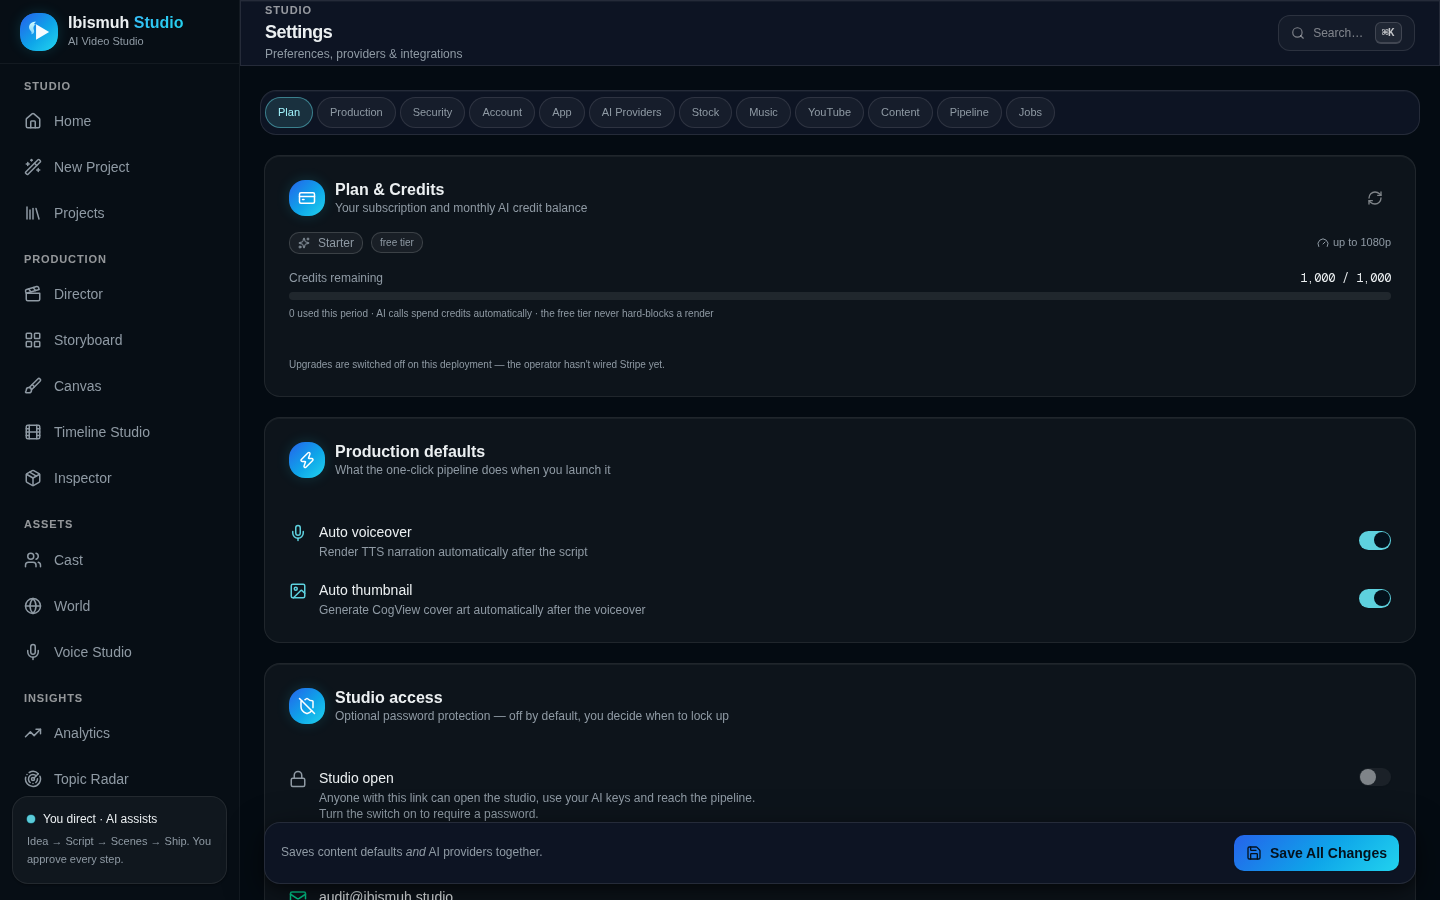 Ibismuh Studio
AI Video Studio
STUDIO
Home
New Project
Projects
PRODUCTION
Director
Storyboard
Canvas
Timeline Studio
Inspector
ASSETS
Cast
World
Voice Studio
INSIGHTS
Analytics
Topic Radar
You direct · AI assists
Idea → Script → Scenes → Ship. You
approve every step.
STUDIO
Settings
Preferences, providers & integrations
Search…
⌘K
Plan
Production
Security
Account
App
AI Providers
Stock
Music
YouTube
Content
Pipeline
Jobs
Plan & Credits
Your subscription and monthly AI credit balance
Starter
free tier
up to 1080p
Credits remaining
1,000 / 1,000
0 used this period · AI calls spend credits automatically · the free tier never hard-blocks a render
Upgrades are switched off on this deployment — the operator hasn't wired Stripe yet.
Production defaults
What the one-click pipeline does when you launch it
Auto voiceover
Render TTS narration automatically after the script
Auto thumbnail
Generate CogView cover art automatically after the voiceover
Studio access
Optional password protection — off by default, you decide when to lock up
Studio open
Anyone with this link can open the studio, use your AI keys and reach the pipeline.
Turn the switch on to require a password.
Saves content defaults and AI providers together.
Save All Changes
audit@ibismuh.studio